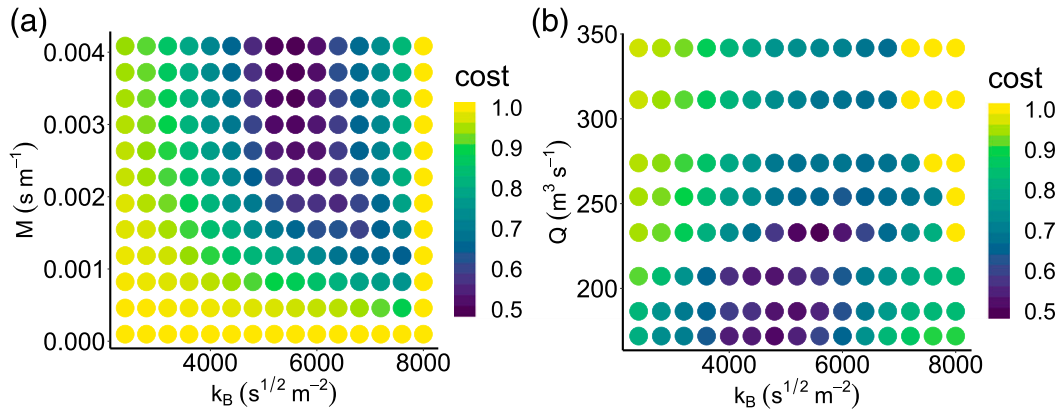 (a)
0.004
0.003
0.002
0.001
0.000
M (s m⁻¹)
4000 6000 8000
k_B (s^{1/2} m⁻²)
cost
1.0
0.9
0.8
0.7
0.6
0.5
(b)
350
300
250
200
Q (m³ s⁻¹)
4000 6000 8000
k_B (s^{1/2} m⁻²)
cost
1.0
0.9
0.8
0.7
0.6
0.5